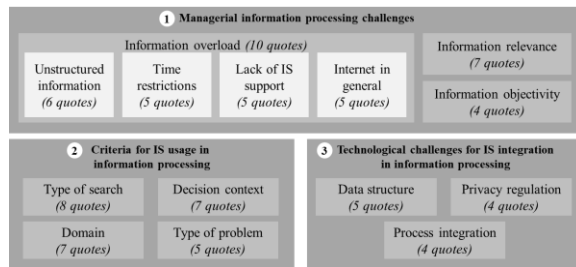 1 Managerial information processing challenges
Information overload (10 quotes)
Unstructured
information
(6 quotes)
Time
restrictions
(5 quotes)
Lack of IS
support
(5 quotes)
Internet in
general
(5 quotes)
Information relevance
(7 quotes)
Information objectivity
(4 quotes)
2 Criteria for IS usage in
information processing
Type of search
(8 quotes)
Decision context
(7 quotes)
Domain
(7 quotes)
Type of problem
(5 quotes)
3 Technological challenges for IS integration
in information processing
Data structure
(5 quotes)
Privacy regulation
(4 quotes)
Process integration
(4 quotes)